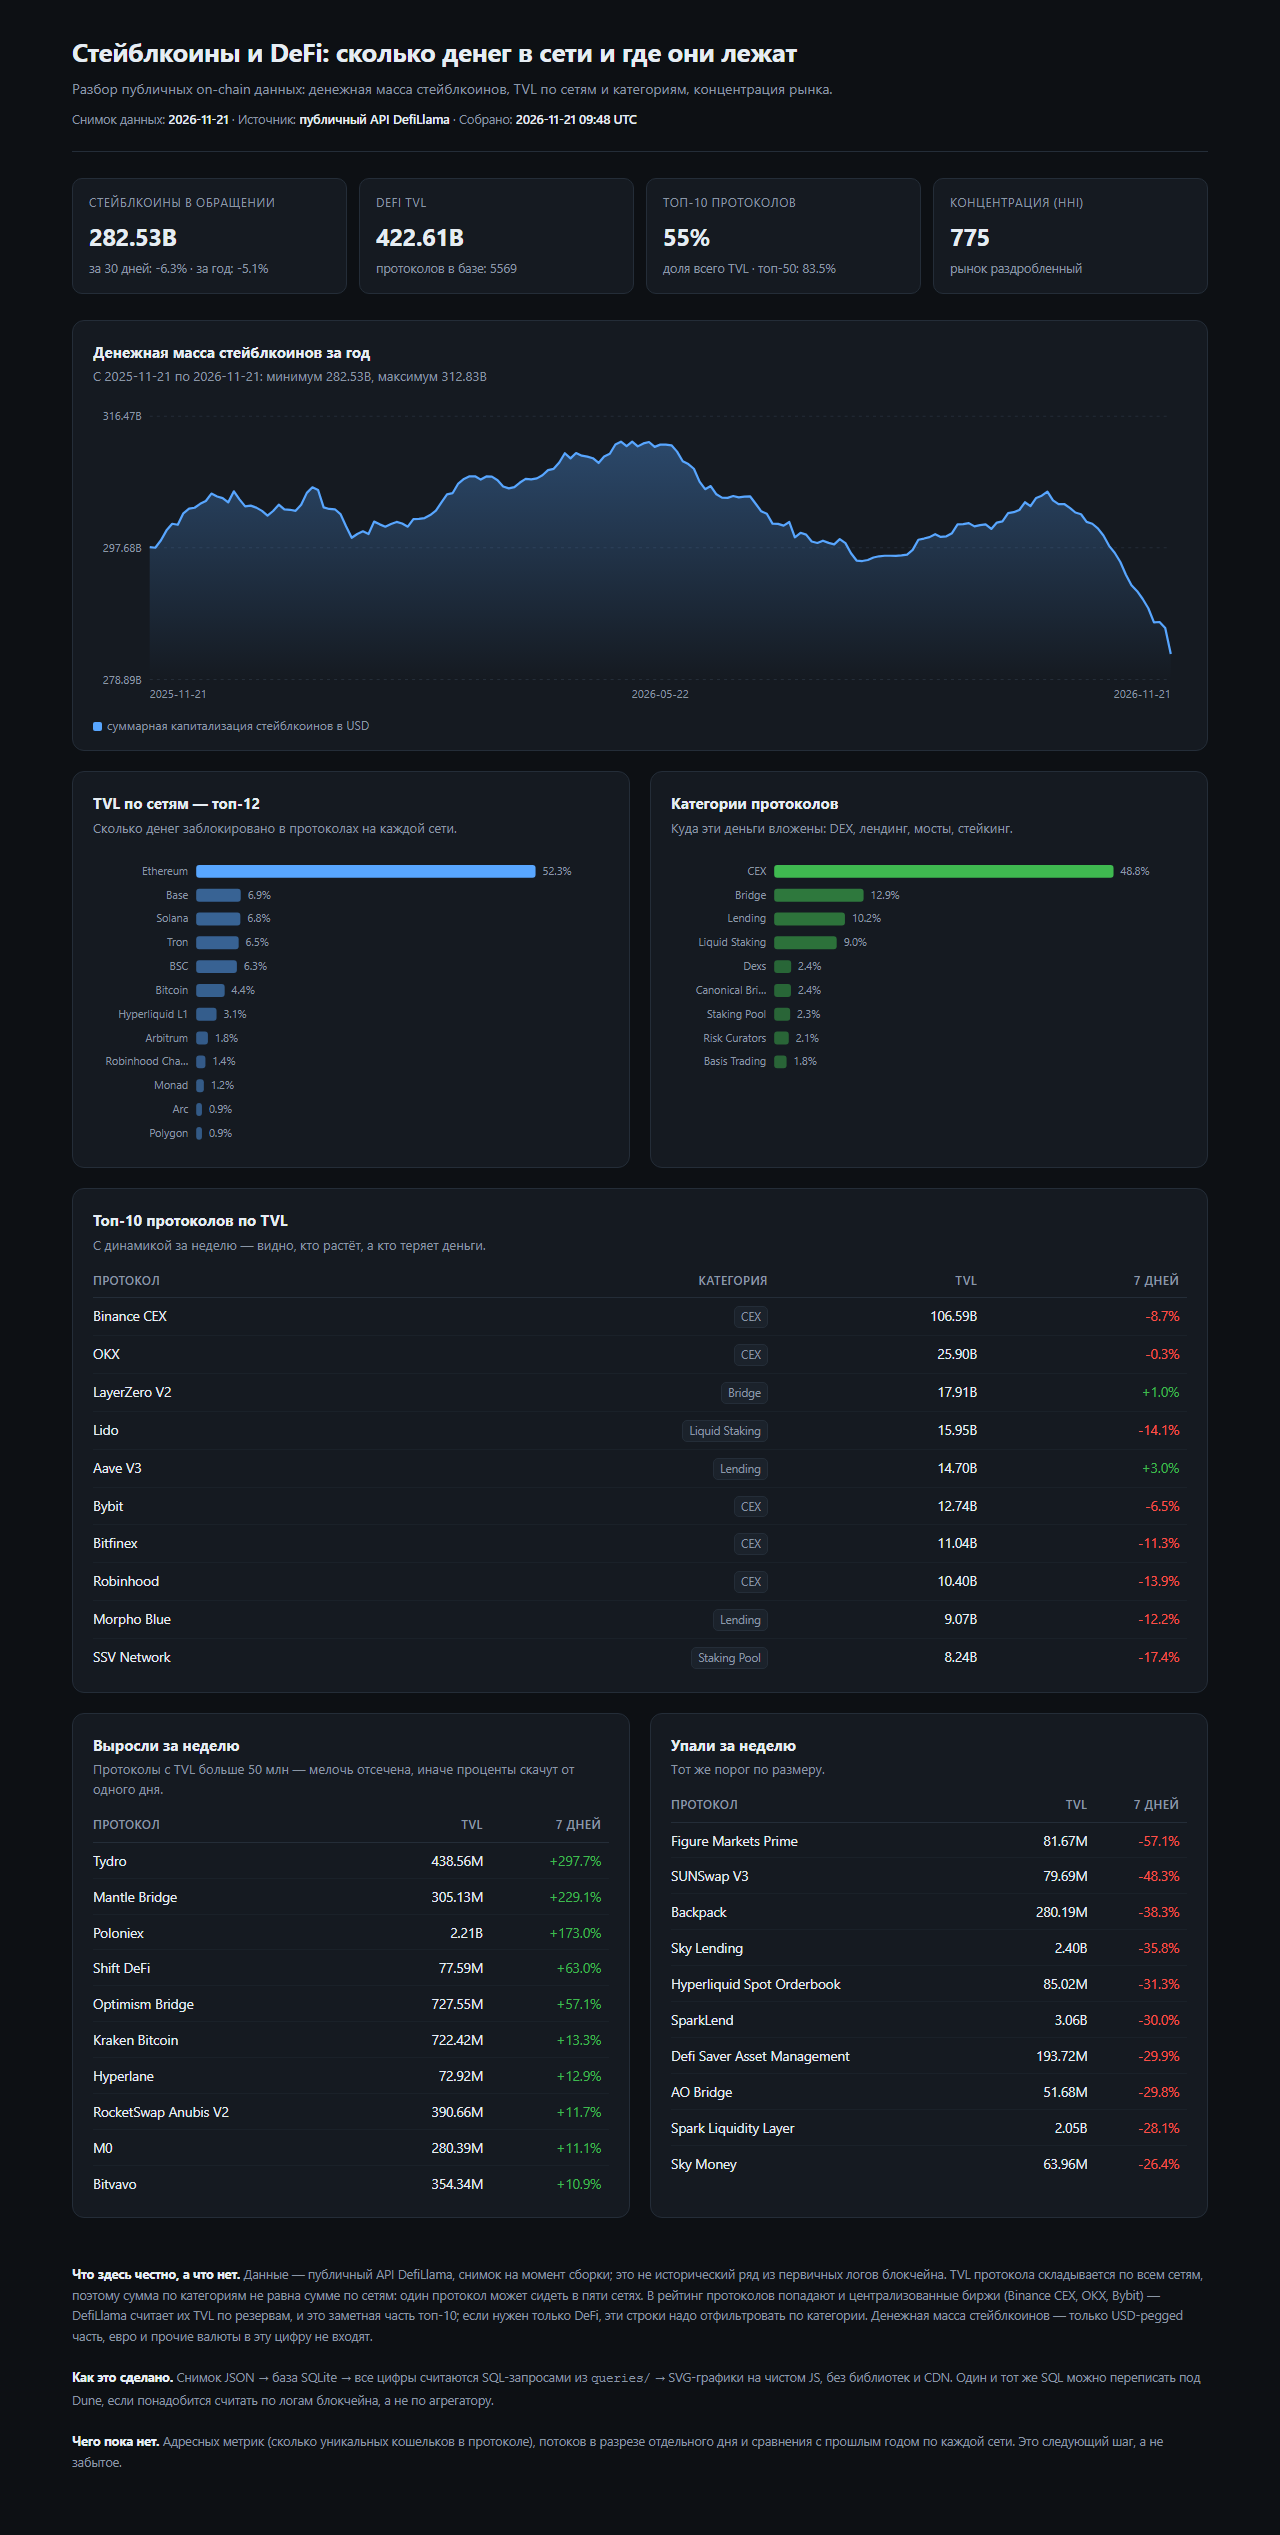 Стейблкоины и DeFi: сколько денег в сети и где они лежат
Разбор публичных on-chain данных: денежная масса стейблкоинов, TVL по сетям и категориям, концентрация рынка.
Снимок данных: 2026-11-21 · Источник: публичный API DefiLlama · Собрано: 2026-11-21 09:48 UTC
СТЕЙБЛКОИНЫ В ОБРАЩЕНИИ
282.53B
за 30 дней: -6.3% · за год: -5.1%
DEFI TVL
422.61B
протоколов в базе: 5569
ТОП-10 ПРОТОКОЛОВ
55%
доля всего TVL · топ-50: 83.5%
КОНЦЕНТРАЦИЯ (HHI)
775
рынок раздробленный
Денежная масса стейблкоинов за год
С 2025-11-21 по 2026-11-21: минимум 282.53B, максимум 312.83B
316.47B
297.68B
278.89B
2025-11-21 2026-05-22 2026-11-21
суммарная капитализация стейблкоинов в USD
TVL по сетям — топ-12
Сколько денег заблокировано в протоколах на каждой сети.
Ethereum 52.3%
Base 6.9%
Solana 6.8%
Tron 6.5%
BSC 6.3%
Bitcoin 4.4%
Hyperliquid L1 3.1%
Arbitrum 1.8%
Robinhood Cha... 1.4%
Monad 1.2%
Arc 0.9%
Polygon 0.9%
Категории протоколов
Куда эти деньги вложены: DEX, лендинг, мосты, стейкинг.
CEX 48.8%
Bridge 12.9%
Lending 10.2%
Liquid Staking 9.0%
Dexs 2.4%
Canonical Bri... 2.4%
Staking Pool 2.3%
Risk Curators 2.1%
Basis Trading 1.8%
Топ-10 протоколов по TVL
С динамикой за неделю — видно, кто растёт, а кто теряет деньги.
ПРОТОКОЛ КАТЕГОРИЯ TVL 7 ДНЕЙ
Binance CEX CEX 106.59B -8.7%
OKX CEX 25.90B -0.3%
LayerZero V2 Bridge 17.91B +1.0%
Lido Liquid Staking 15.95B -14.1%
Aave V3 Lending 14.70B +3.0%
Bybit CEX 12.74B -6.5%
Bitfinex CEX 11.04B -11.3%
Robinhood CEX 10.40B -13.9%
Morpho Blue Lending 9.07B -12.2%
SSV Network Staking Pool 8.24B -17.4%
Выросли за неделю
Протоколы с TVL больше 50 млн — мелочь отсечена, иначе проценты скачут от
одного дня.
ПРОТОКОЛ TVL 7 ДНЕЙ
Tydro 438.56M +297.7%
Mantle Bridge 305.13M +229.1%
Poloniex 2.21B +173.0%
Shift DeFi 77.59M +63.0%
Optimism Bridge 727.55M +57.1%
Kraken Bitcoin 722.42M +13.3%
Hyperlane 72.92M +12.9%
RocketSwap Anubis V2 390.66M +11.7%
M0 280.39M +11.1%
Bitvavo 354.34M +10.9%
Упали за неделю
Тот же порог по размеру.
ПРОТОКОЛ TVL 7 ДНЕЙ
Figure Markets Prime 81.67M -57.1%
SUNSwap V3 79.69M -48.3%
Backpack 280.19M -38.3%
Sky Lending 2.40B -35.8%
Hyperliquid Spot Orderbook 85.02M -31.3%
SparkLend 3.06B -30.0%
Defi Saver Asset Management 193.72M -29.9%
AO Bridge 51.68M -29.8%
Spark Liquidity Layer 2.05B -28.1%
Sky Money 63.96M -26.4%
Что здесь честно, а что нет. Данные — публичный API DefiLlama, снимок на момент сборки; это не исторический ряд из первичных логов блокчейна. TVL протокола складывается по всем сетям,
поэтому сумма по категориям не равна сумме по сетям: один протокол может сидеть в пяти сетях. В рейтинг протоколов попадают и централизованные биржи (Binance CEX, OKX, Bybit) —
DefiLlama считает их TVL по резервам, и это заметная часть топ-10; если нужен только DeFi, эти строки надо отфильтровать по категории. Денежная масса стейблкоинов — только USD-pegged
часть, евро и прочие валюты в эту цифру не входят.
Как это сделано. Снимок JSON → база SQLite → все цифры считаются SQL-запросами из queries/ → SVG-графики на чистом JS, без библиотек и CDN. Один и тот же SQL можно переписать под
Dune, если понадобится считать по логам блокчейна, а не по агрегатору.
Чего пока нет. Адресных метрик (сколько уникальных кошельков в протоколе), потоков в разрезе отдельного дня и сравнения с прошлым годом по каждой сети. Это следующий шаг, а не
забытое.